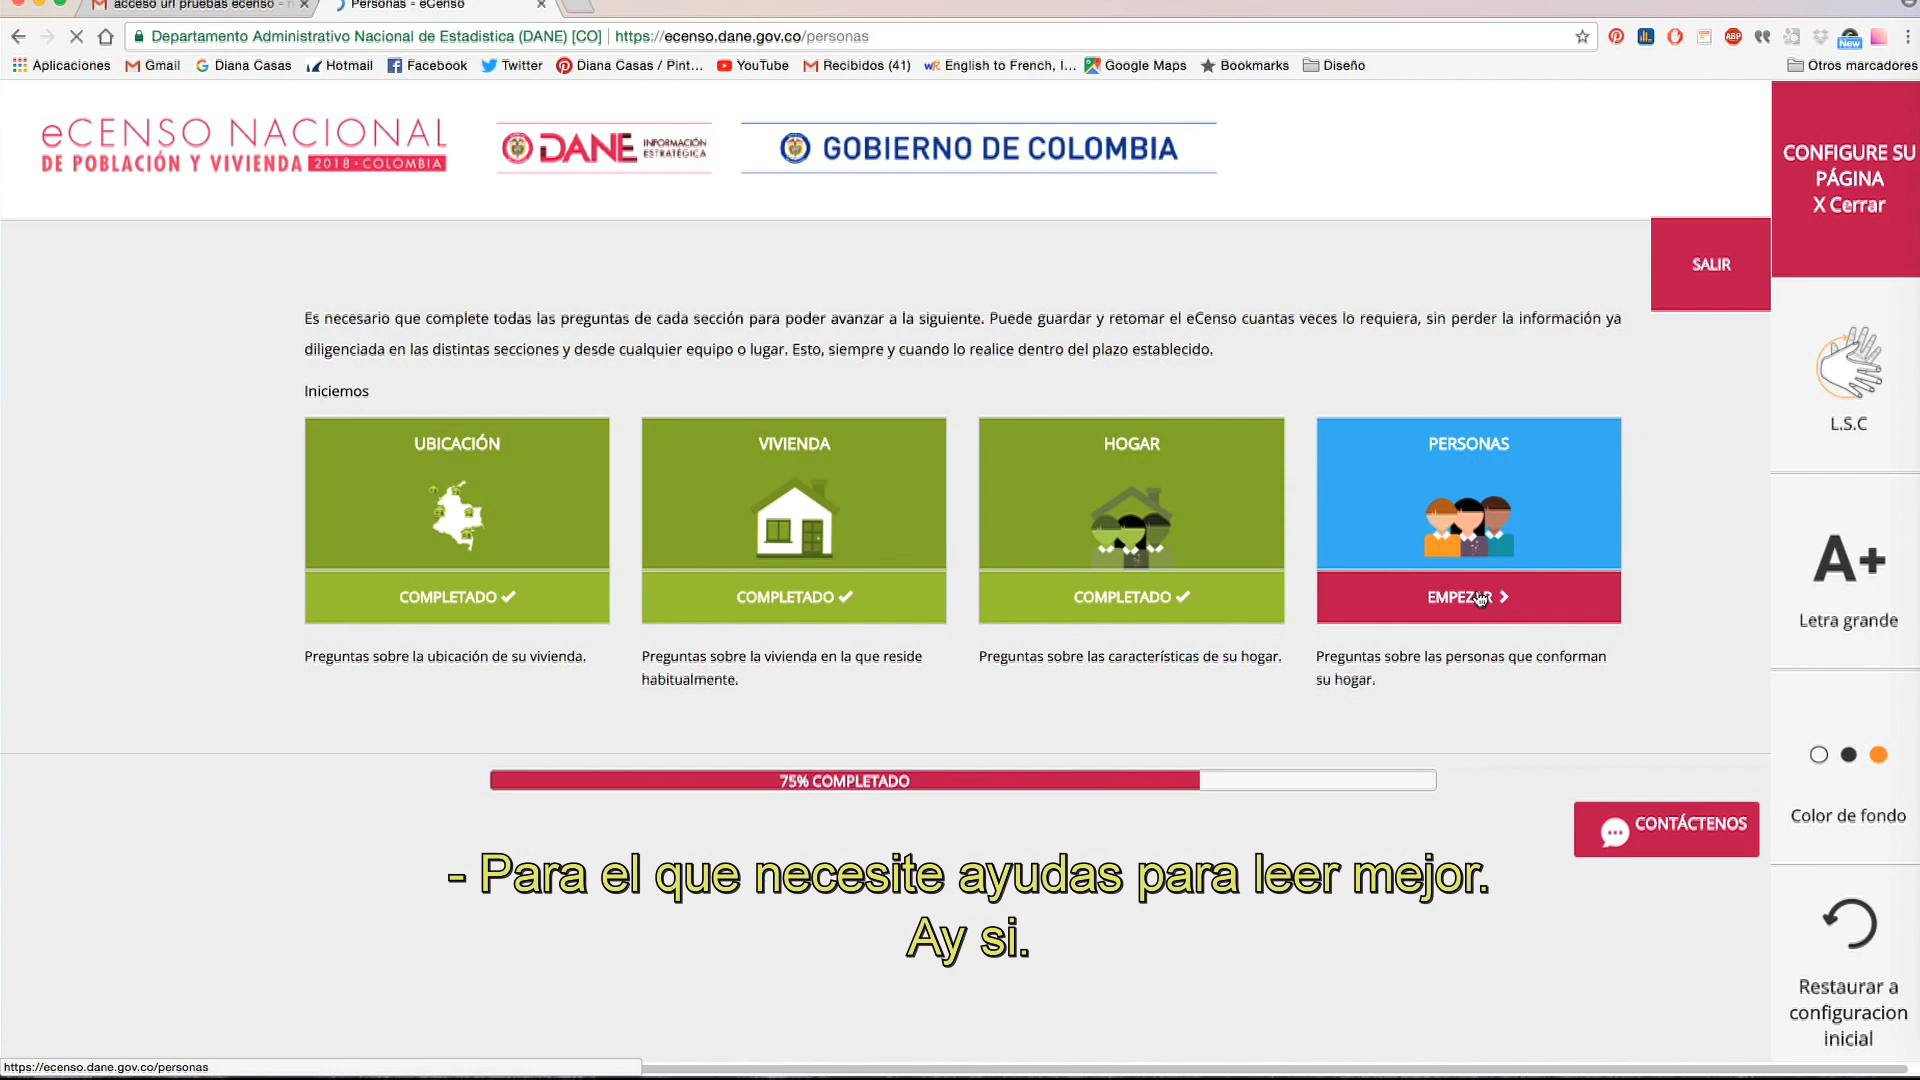 acceso url pruebas ecenso -
Personas - eCenso
Departamento Administrativo Nacional de Estadistica (DANE) [CO] | https://ecenso.dane.gov.co/personas
New
Aplicaciones Gmail Diana Casas Hotmail Facebook Twitter Diana Casas / Pint... YouTube Recibidos (41) English to French, I... Google Maps Bookmarks Diseño Otros marcadores
eCENSO NACIONAL
DE POBLACIÓN Y VIVIENDA 2018 · COLOMBIA
DANE INFORMACIÓN ESTRATÉGICA
GOBIERNO DE COLOMBIA
CONFIGURE SU
PÁGINA
X Cerrar
SALIR
Es necesario que complete todas las preguntas de cada sección para poder avanzar a la siguiente. Puede guardar y retomar el eCenso cuantas veces lo requiera, sin perder la información ya
diligenciada en las distintas secciones y desde cualquier equipo o lugar. Esto, siempre y cuando lo realice dentro del plazo establecido.
Iniciemos
UBICACIÓN VIVIENDA HOGAR PERSONAS
COMPLETADO COMPLETADO COMPLETADO EMPEZAR
Preguntas sobre la ubicación de su vivienda.
Preguntas sobre la vivienda en la que reside
habitualmente.
Preguntas sobre las características de su hogar.
Preguntas sobre las personas que conforman
su hogar.
75% COMPLETADO
CONTÁCTENOS
L.S.C
A+
Letra grande
Color de fondo
Restaurar a
configuracion
inicial
- Para el que necesite ayudas para leer mejor.
Ay si.
https://ecenso.dane.gov.co/personas